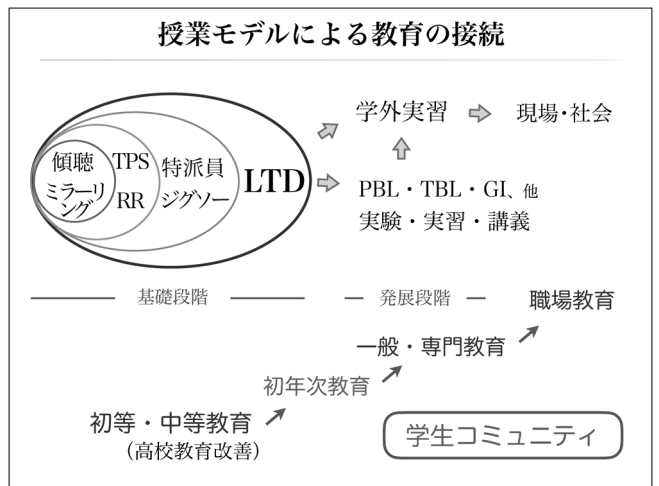 授業モデルによる教育の接続
傾聴
ミラーリ
ング
TPS
RR
特派員
ジグソー
LTD
学外実習
現場・社会
PBL・TBL・GI、他
実験・実習・講義
基礎段階
発展段階
職場教育
一般・専門教育
初年次教育
初等・中等教育
（高校教育改善）
学生コミュニティ